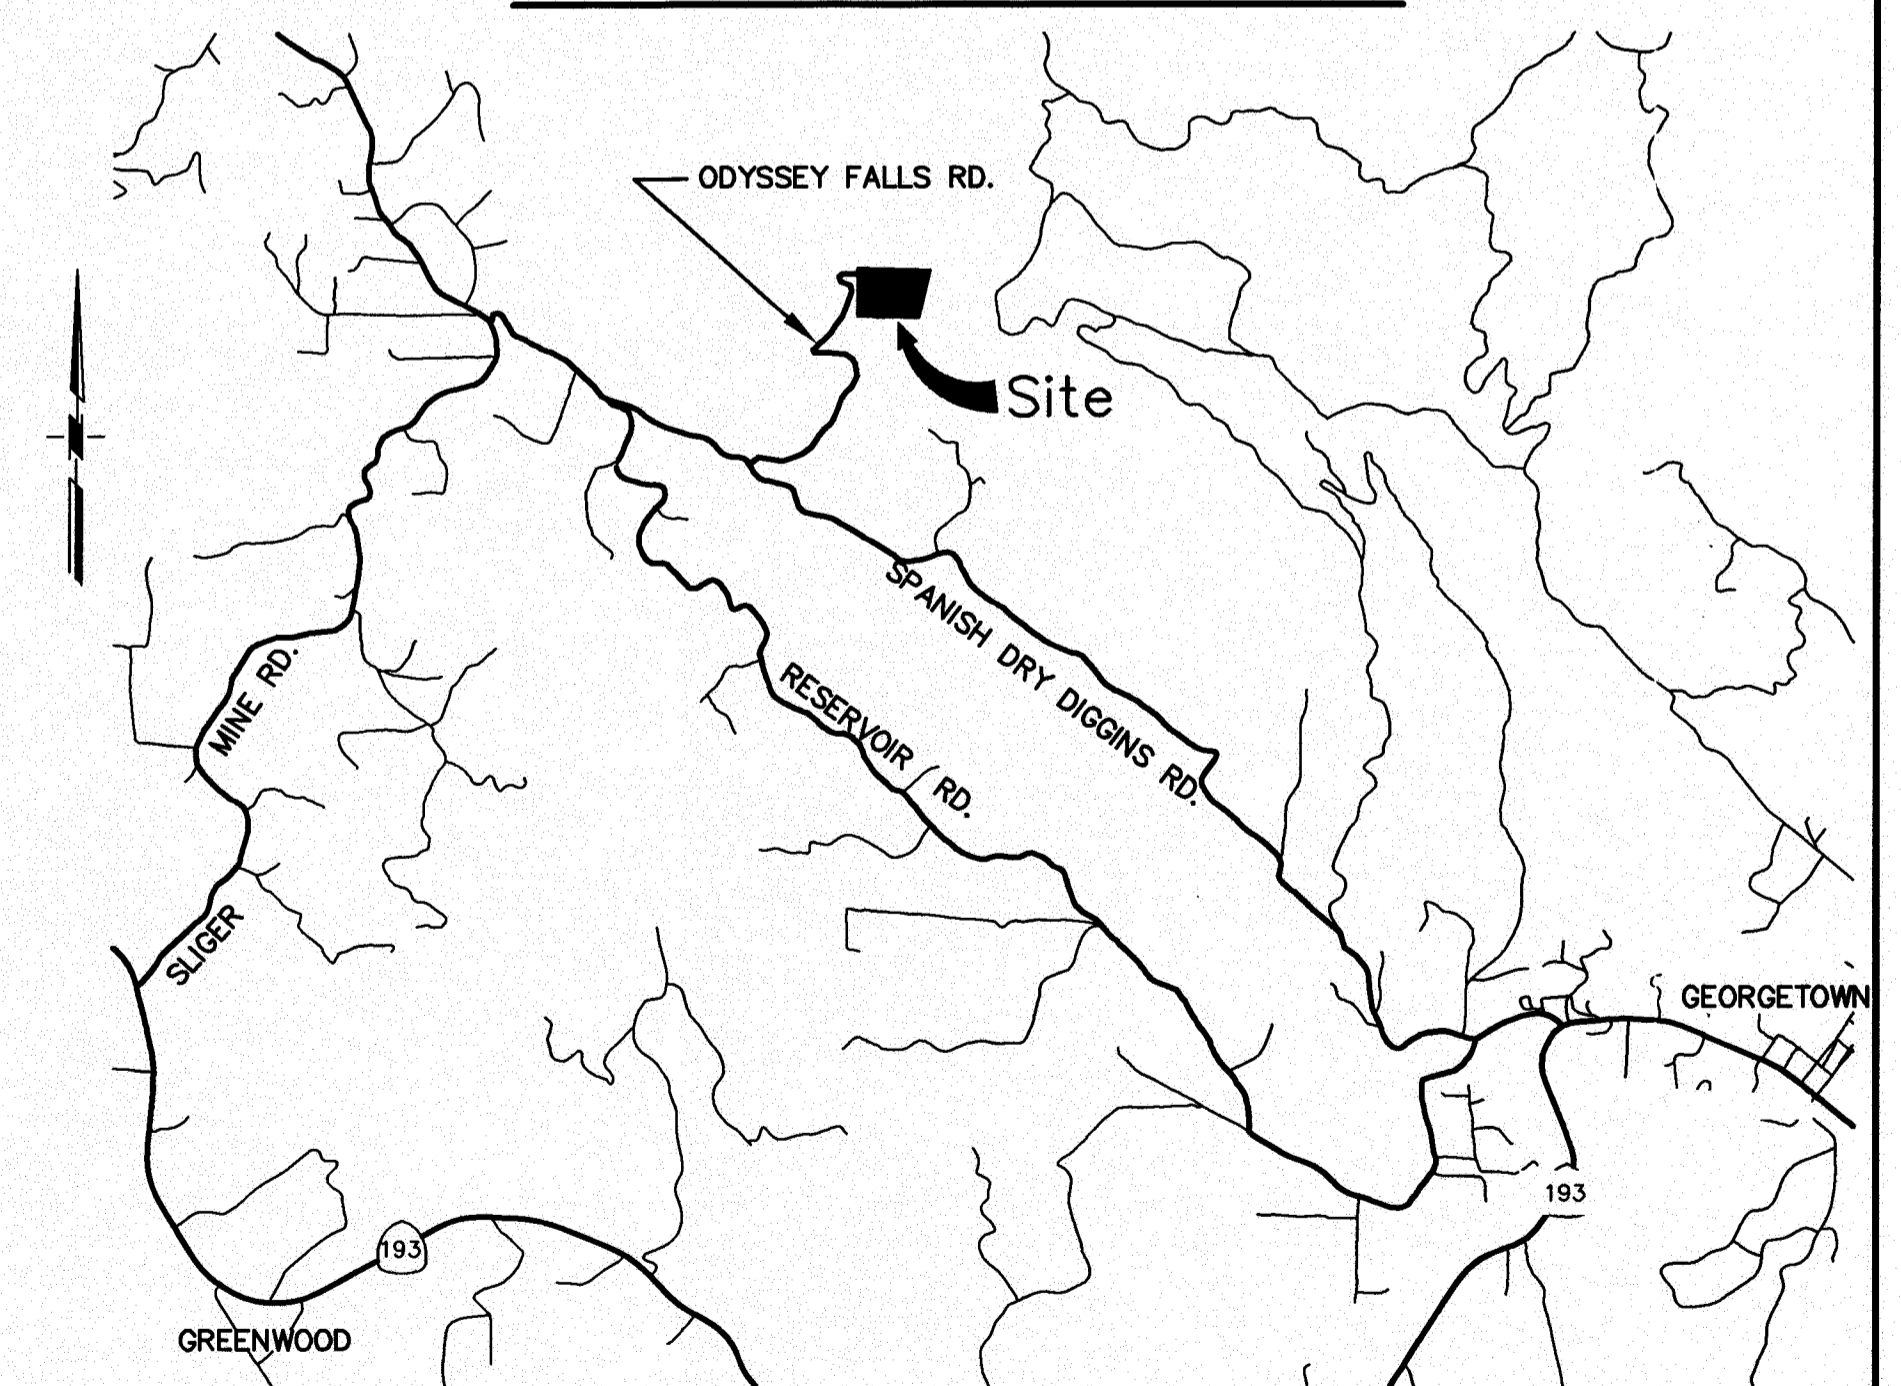 ODYSSEY FALLS RD.
Site
SPANISH DRY DIGGINS RD.
MINE RD.
RESERVOIR RD.
SLIGER
GEORGETOWN
193
193
GREENWOOD